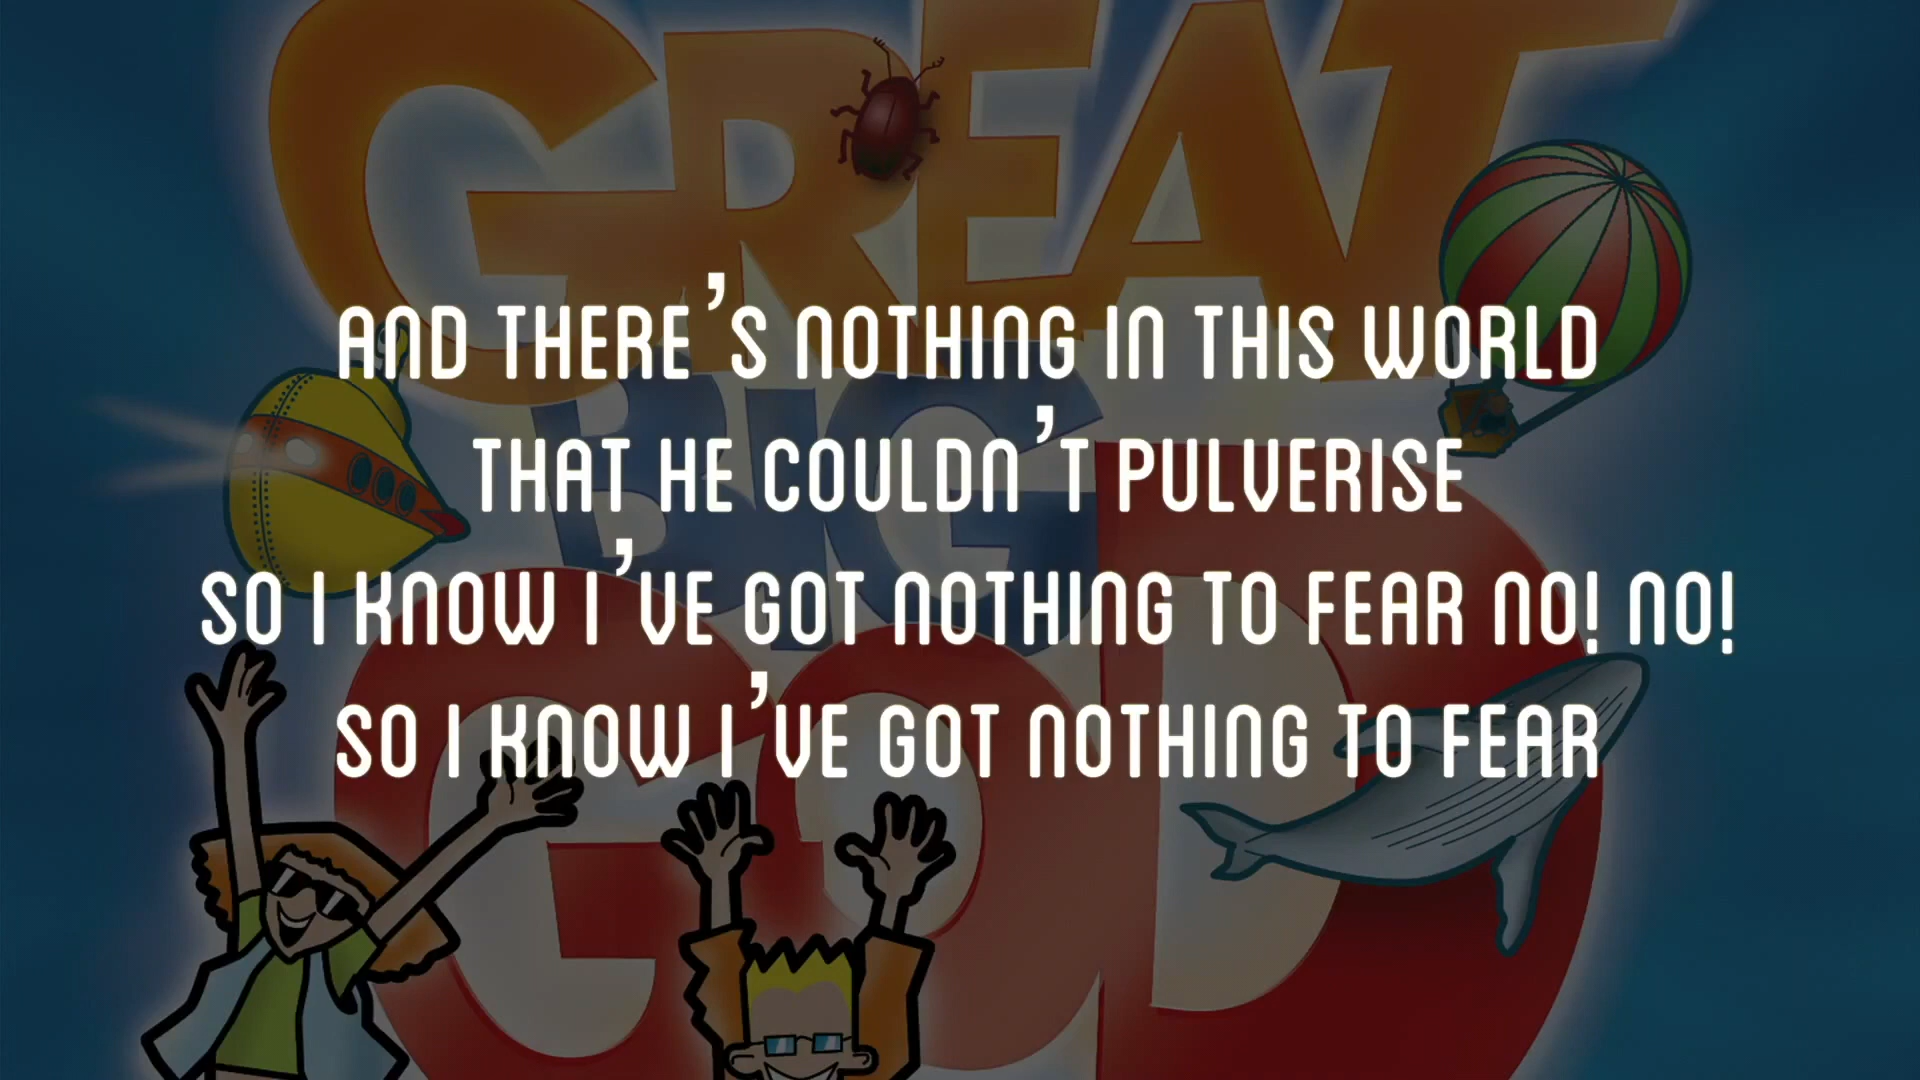 GREAT
BIG
GOD
AND THERE'S NOTHING IN THIS WORLD
THAT HE COULDN'T PULVERISE
SO I KNOW I'VE GOT NOTHING TO FEAR NO! NO!
SO I KNOW I'VE GOT NOTHING TO FEAR